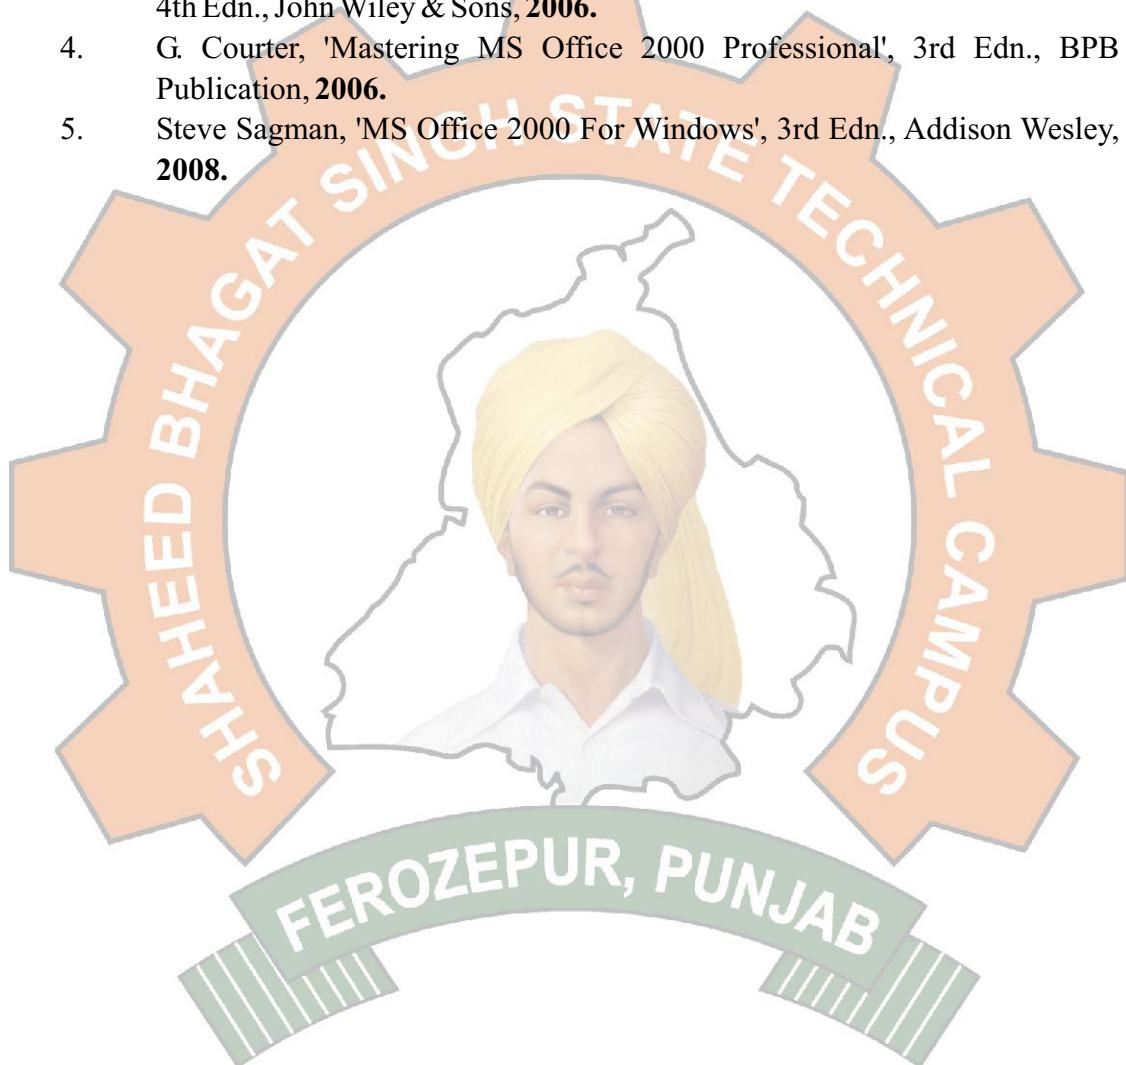 4th Edn., John Wiley & Sons, 2006.
4. G. Courter, 'Mastering MS Office 2000 Professional', 3rd Edn., BPB
Publication, 2006.
5. Steve Sagman, 'MS Office 2000 For Windows', 3rd Edn., Addison Wesley,
2008.
SHAHEED BHAGAT SINGH STATE TECHNICAL CAMPUS
FEROZEPUR, PUNJAB